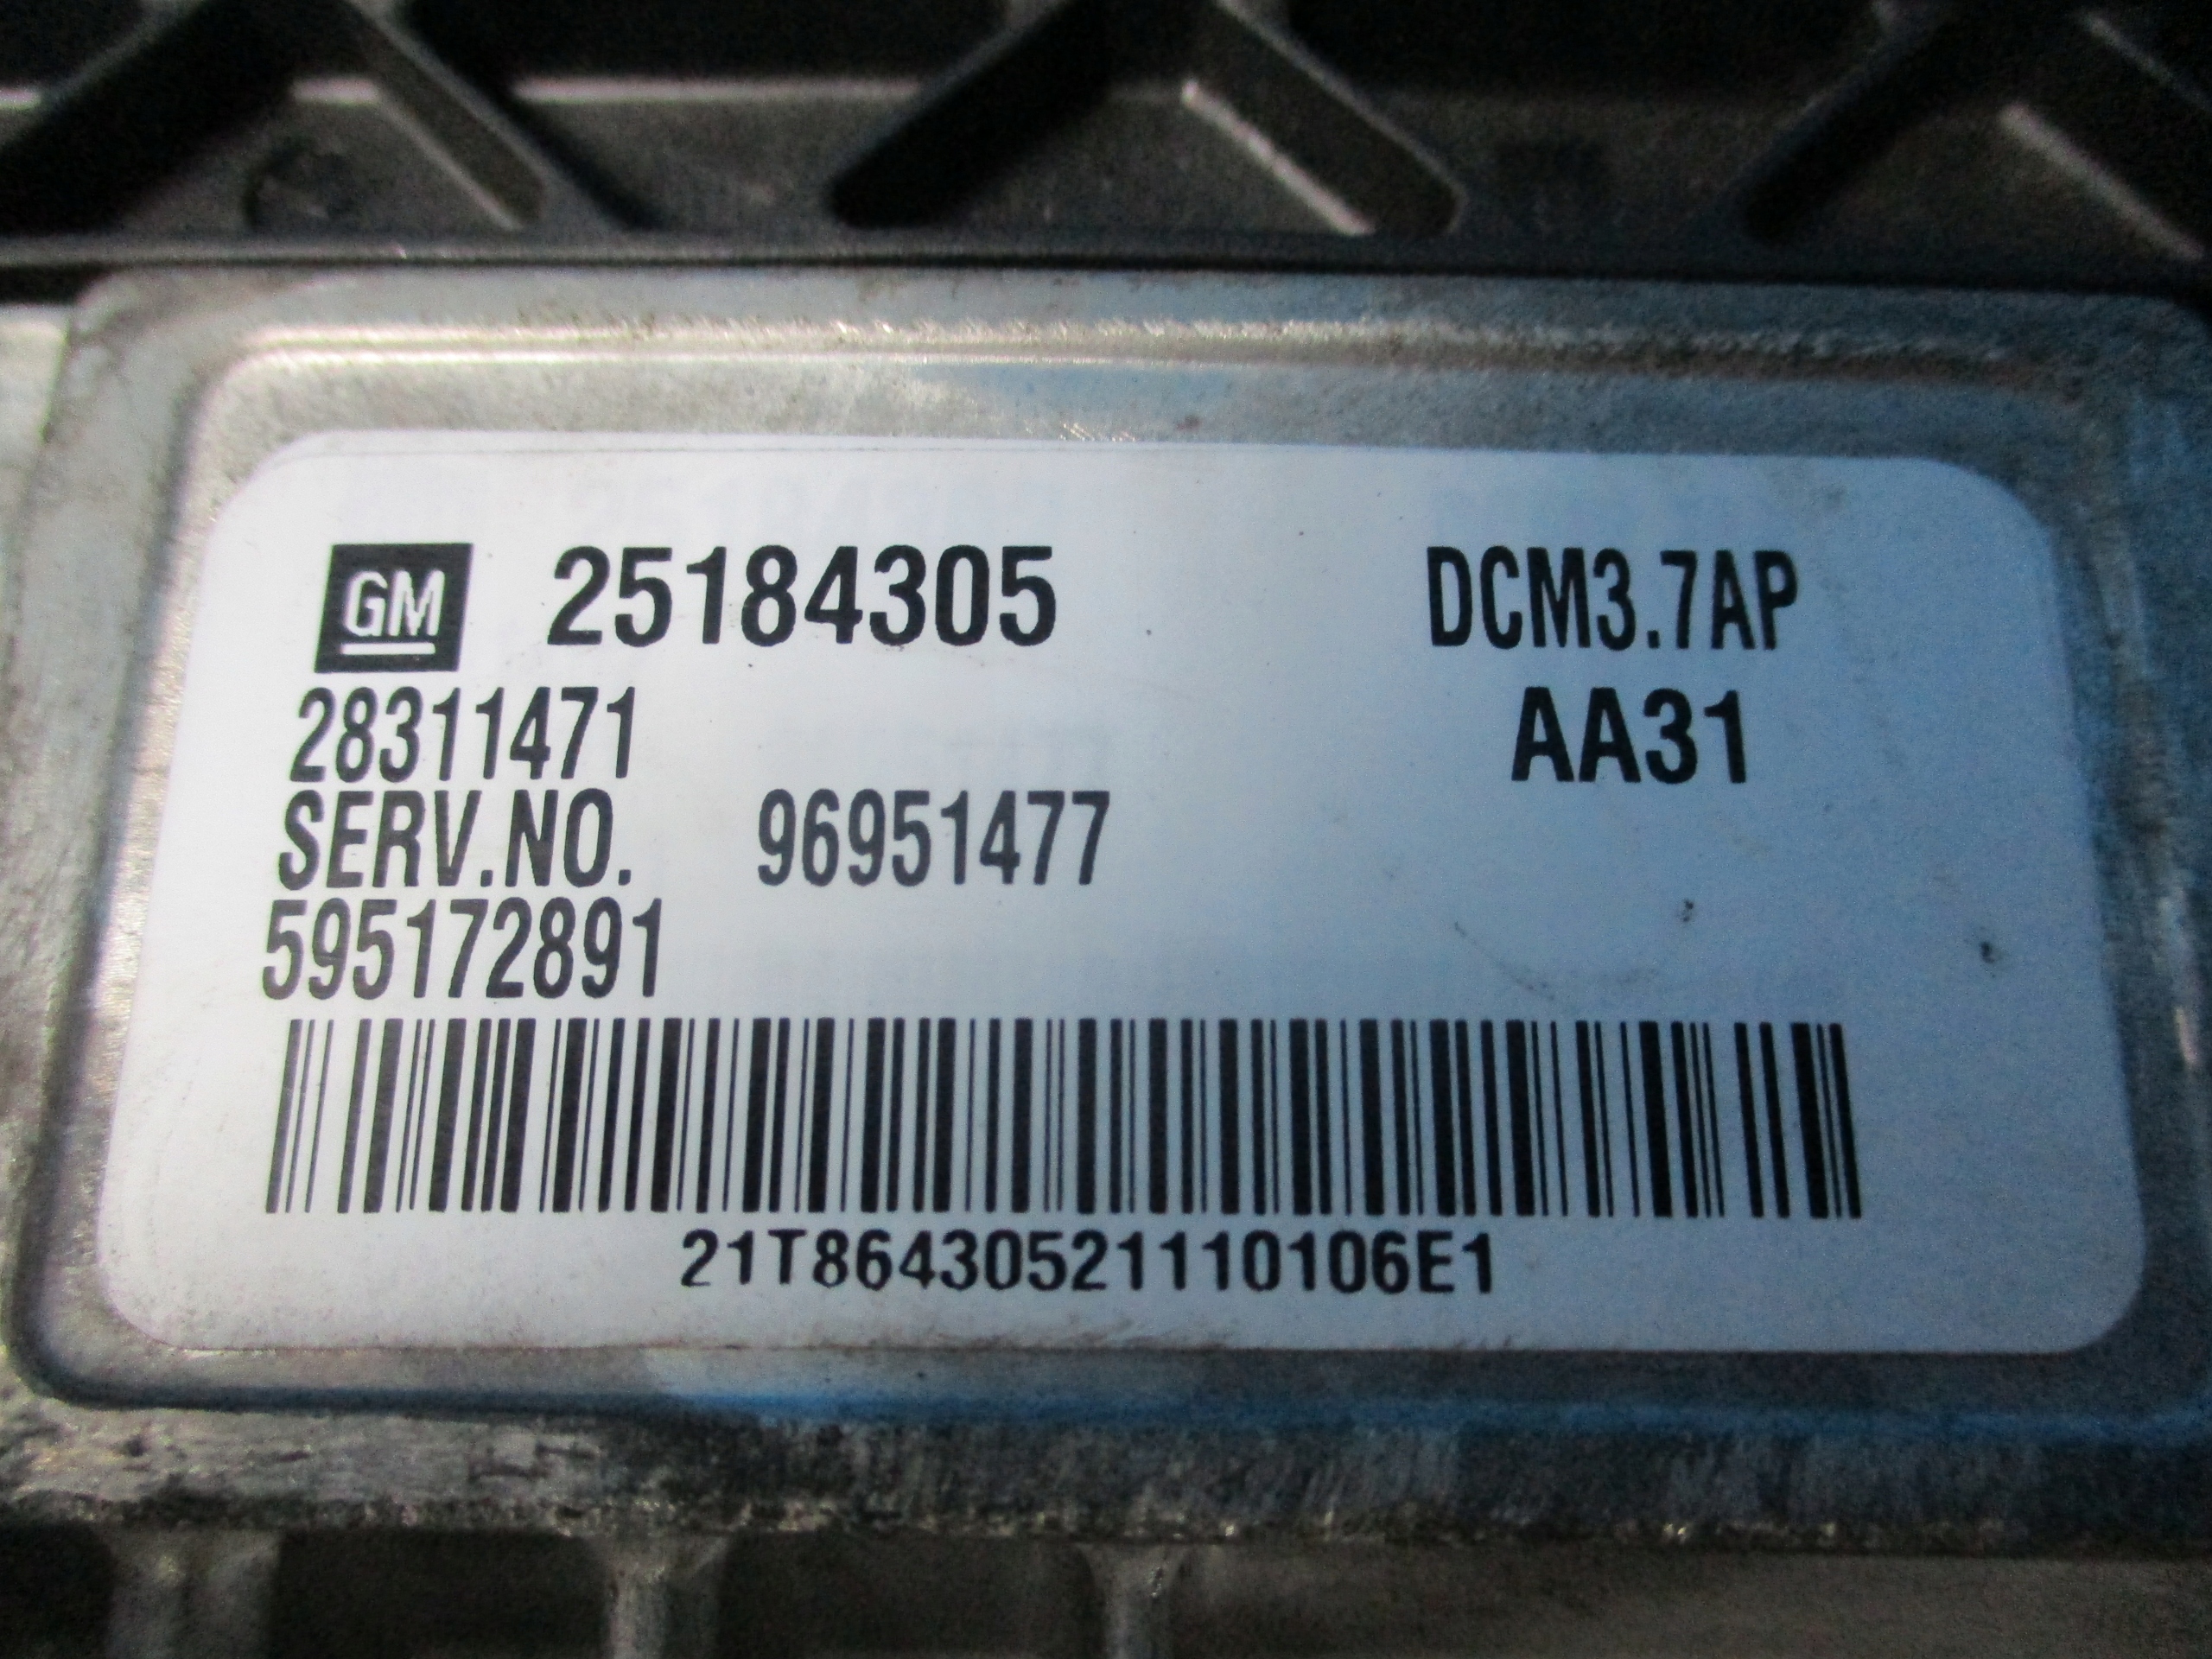 GM 25184305 DCM3.7AP
28311471 AA31
SERV.NO. 96951477
595172891
21T86430521110106E1